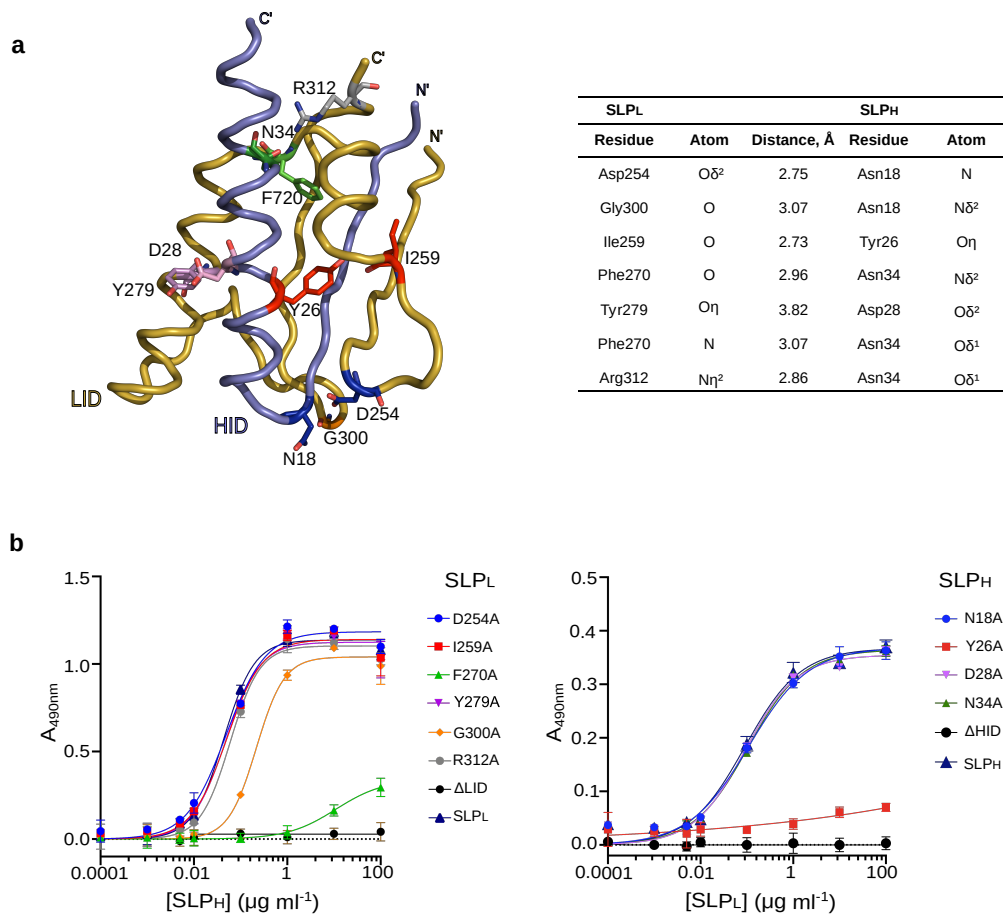 a
C'
C'
R312
N'
N34
N'
F720
D28
I259
Y279
Y26
LID
D254
HID
G300
N18
SLPL SLPH
Residue Atom Distance, Å Residue Atom
Asp254 Oδ² 2.75 Asn18 N
Gly300 O 3.07 Asn18 Nδ²
Ile259 O 2.73 Tyr26 Oη
Phe270 O 2.96 Asn34 Nδ²
Tyr279 Oη 3.82 Asp28 Oδ²
Phe270 N 3.07 Asn34 Oδ¹
Arg312 Nη² 2.86 Asn34 Oδ¹
b
1.5
1.0
0.5
0.0
A490nm
0.0001 0.01 1 100
[SLPH] (μg ml⁻¹)
SLPL
D254A
I259A
F270A
Y279A
G300A
R312A
ΔLID
SLPL
0.5
0.4
0.3
0.2
0.1
0.0
A490nm
0.0001 0.01 1 100
[SLPL] (μg ml⁻¹)
SLPH
N18A
Y26A
D28A
N34A
ΔHID
SLPH